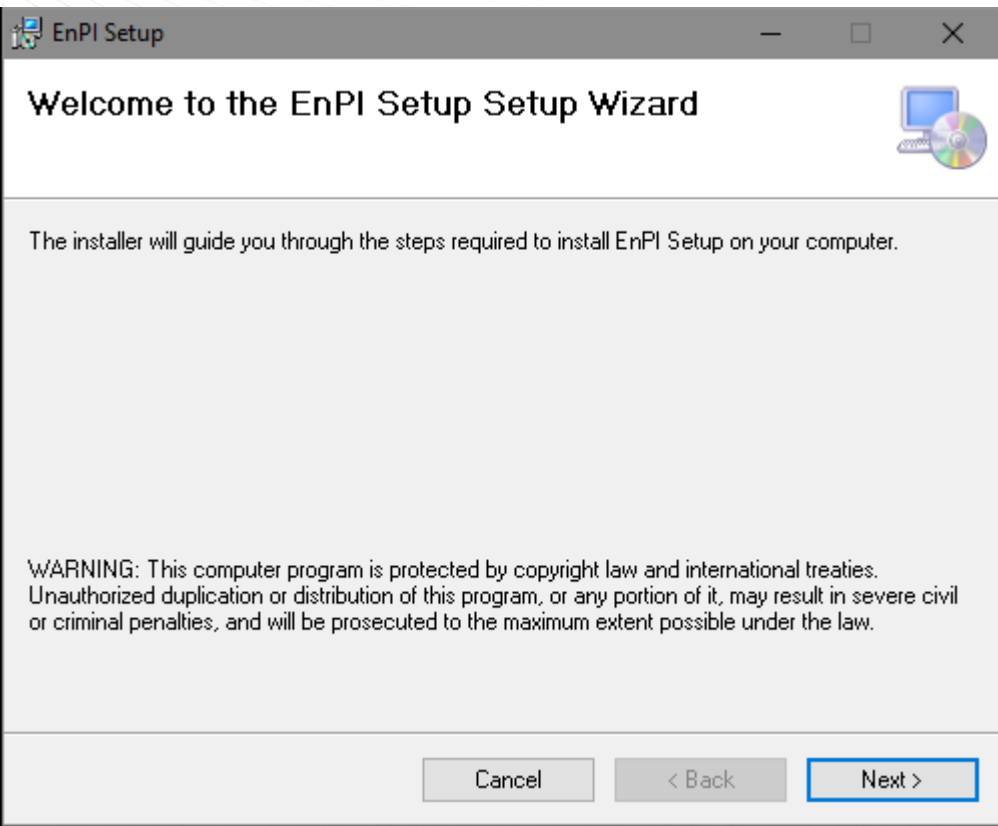 EnPI Setup
Welcome to the EnPI Setup Setup Wizard
The installer will guide you through the steps required to install EnPI Setup on your computer.
WARNING: This computer program is protected by copyright law and international treaties.
Unauthorized duplication or distribution of this program, or any portion of it, may result in severe civil
or criminal penalties, and will be prosecuted to the maximum extent possible under the law.
Cancel
< Back
Next >